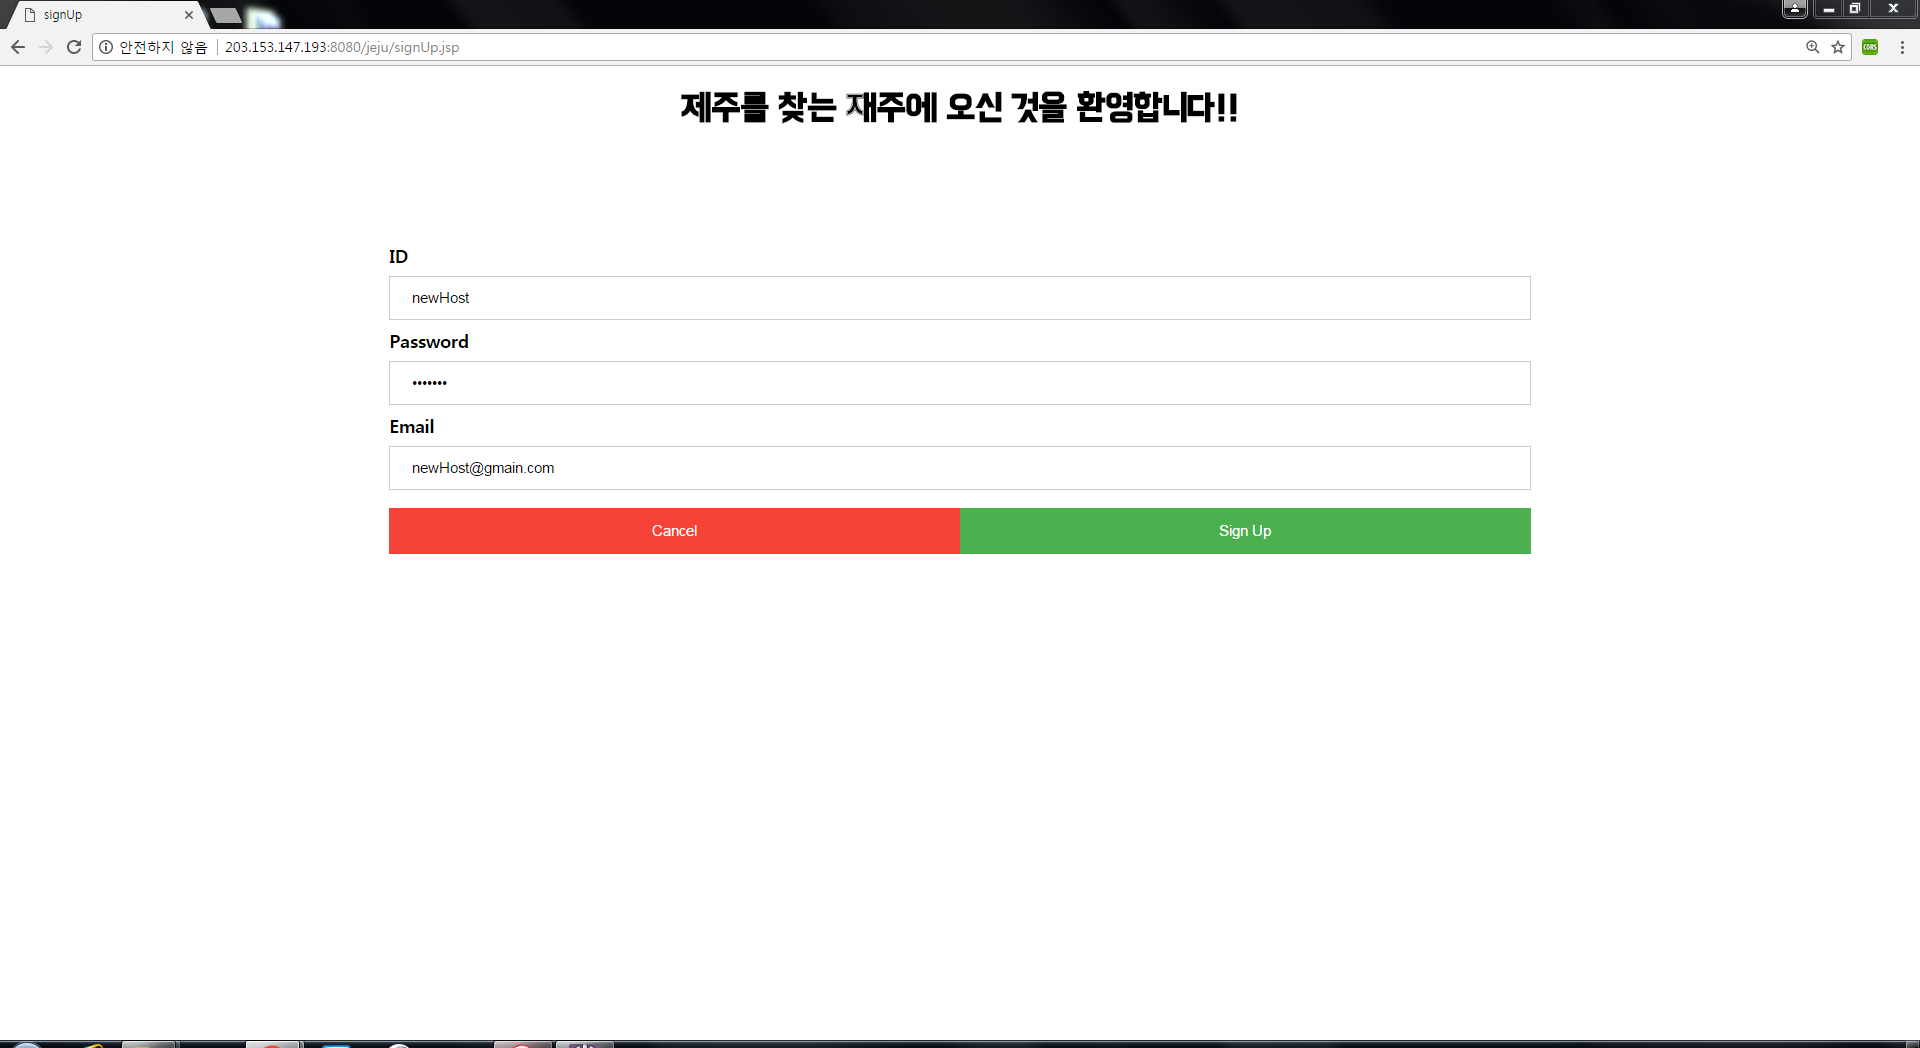 signUp
안전하지 않음 203.153.147.193:8080/jeju/signUp.jsp
CORS
제주를 찾는 재주에 오신 것을 환영합니다!!
ID
newHost
Password
•••••••
Email
newHost@gmain.com
Cancel Sign Up